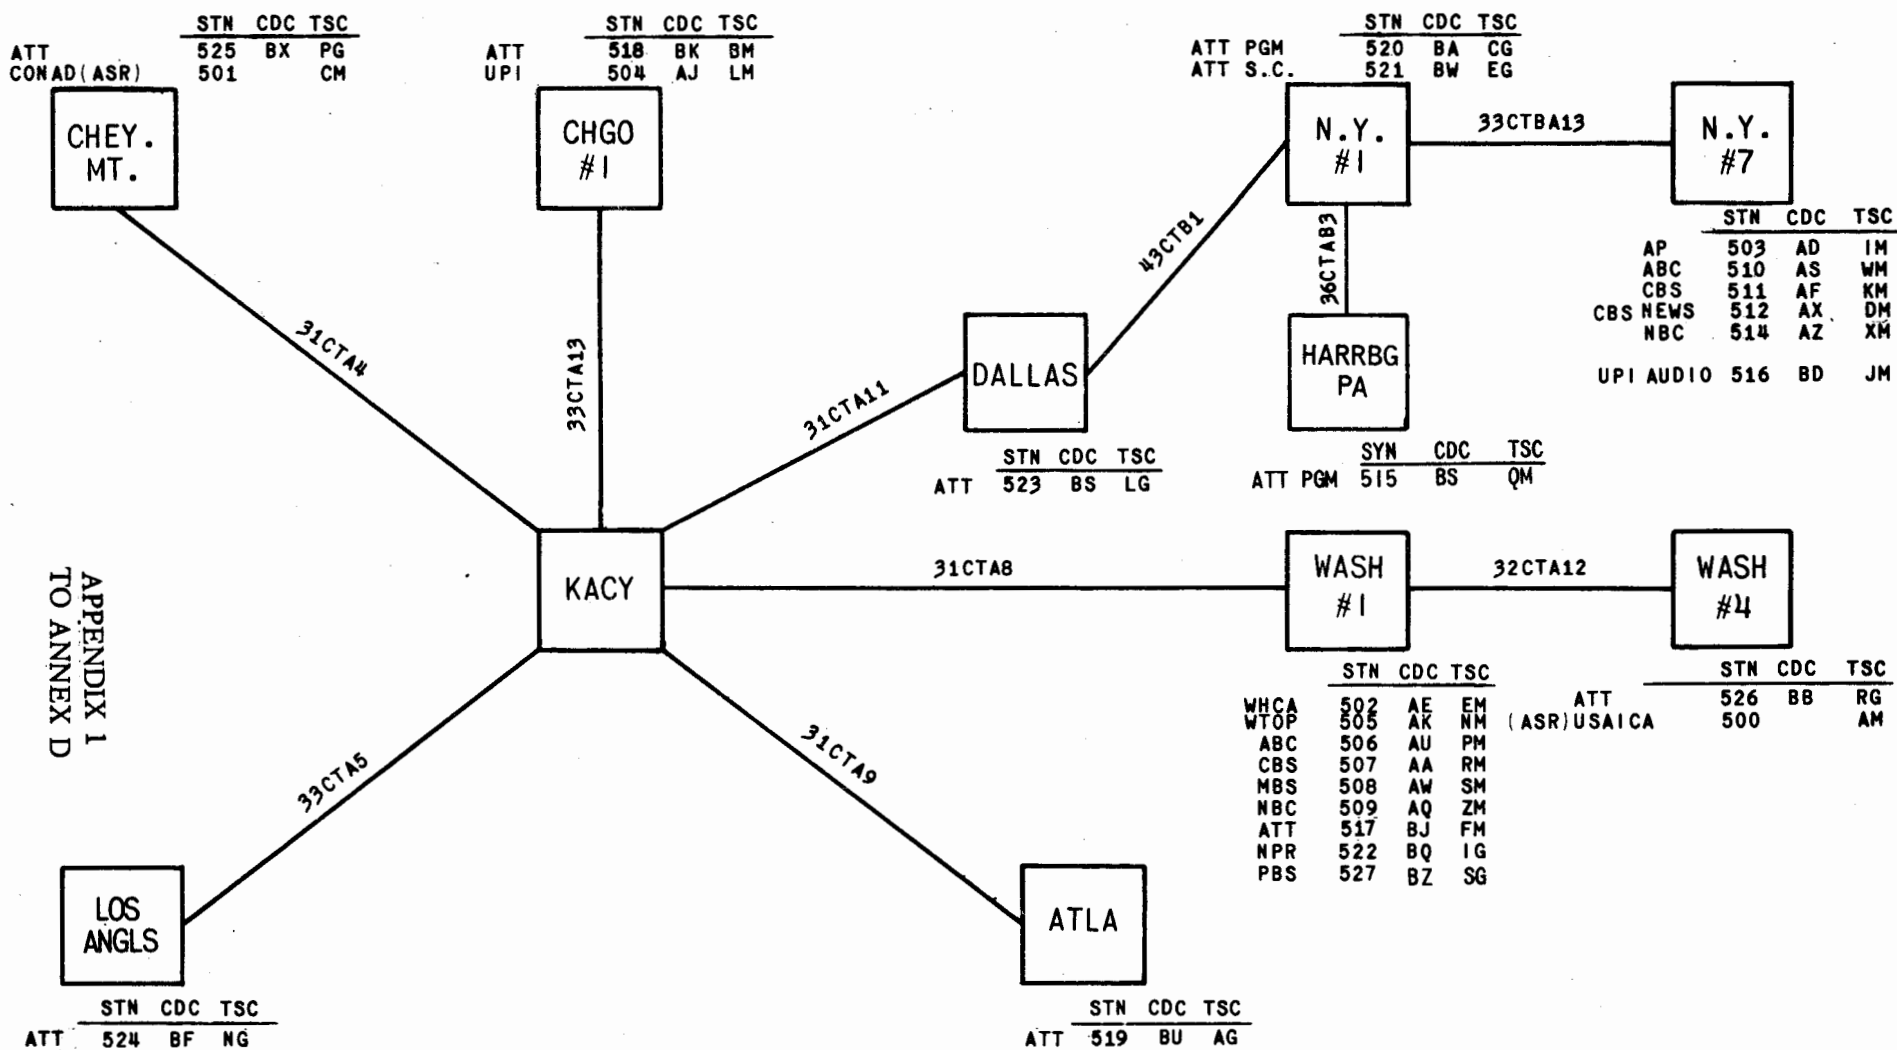 STN CDC TSC
ATT 525 BX PG
CONAD(ASR) 501 CM
CHEY.
MT.
STN CDC TSC
ATT 518 BK BM
UPI 504 AJ LM
CHGO
#1
STN CDC TSC
ATT PGM 520 BA CG
ATT S.C. 521 BW EG
N.Y.
#1
33CTBA13
N.Y.
#7
STN CDC TSC
AP 503 AD IM
ABC 510 AS WM
CBS 511 AF KM
CBS NEWS 512 AX DM
NBC 514 AZ XM
UPI AUDIO 516 BD JM
31CTA4
33CTA13
31CTA11
43CTB1
36CTAB3
DALLAS
STN CDC TSC
ATT 523 BS LG
HARRBG
PA
SYN CDC TSC
ATT PGM 515 BS QM
KACY
31CTA8
WASH
#1
32CTA12
WASH
#4
STN CDC TSC
WHCA 502 AE EM
WTOP 505 AK NM
ABC 506 AU PM
CBS 507 AA RM
MBS 508 AW SM
NBC 509 AQ ZM
ATT 517 BJ FM
NPR 522 BQ IG
PBS 527 BZ SG
STN CDC TSC
ATT 526 BB RG
(ASR)USAICA 500 AM
APPENDIX 1
TO ANNEX D
33CTA5
31CTA9
LOS
ANGLS
STN CDC TSC
ATT 524 BF NG
ATLA
STN CDC TSC
ATT 519 BU AG